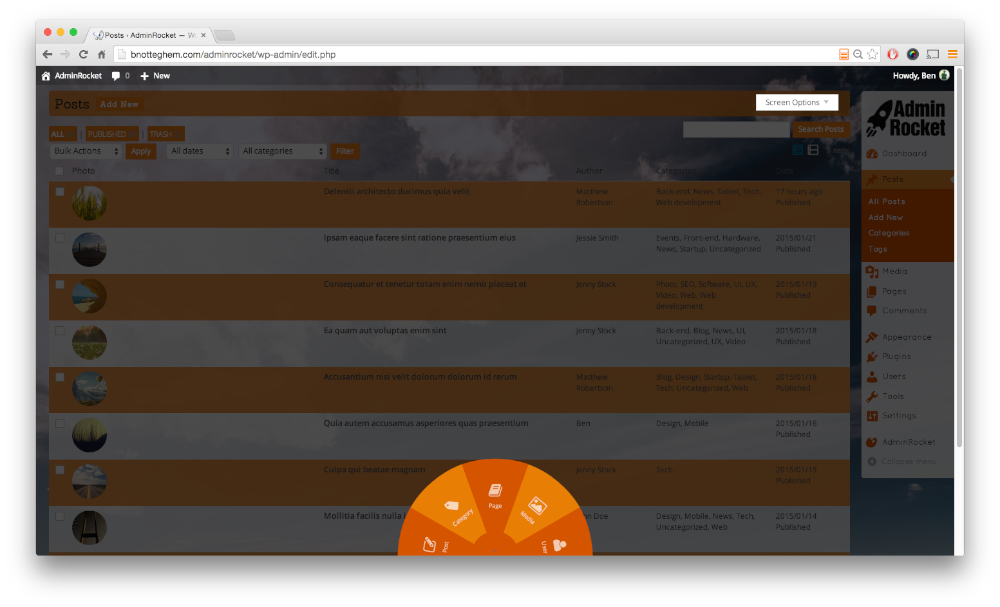 Posts ‹ AdminRocket — W
bnotteghem.com/adminrocket/wp-admin/edit.php
AdminRocket 0 + New Howdy, Ben
Posts Add New
Screen Options
ALL | PUBLISHED | TRASH
Search Posts
Bulk Actions Apply All dates All categories Filter
Photo Title Author Categories Date
Deleniti architecto ducimus quia velit
Matthew Robertson
Back-end, News, Talent, Tech,
Web development
17 hours ago
Published
Ipsam eaque facere sint ratione praesentium eius
Jessie Smith
Events, Front-end, Hardware,
News, Startup, Uncategorized
2015/01/21
Published
Consequatur et tenetur totam enim nemo placeat et
Jenny Stock
Photo, SEO, Software, UI, UX,
Video, Web, Web
development
2015/01/19
Published
Ea quam aut voluptas enim sint
Jenny Stock
Back-end, Blog, News, UI,
Uncategorized, UX, Video
2015/01/18
Published
Accusantium nisi velit dolorum dolorum id rerum
Matthew
Robertson
Blog, Design, Startup, Tablet,
Tech, Uncategorized, Web
2015/01/16
Published
Quia autem accusamus asperiores quas praesentium
Ben
Design, Mobile
2015/01/16
Published
Culpa qui beatae magnam
Jenny Stock
Tech
2015/01/15
Published
Mollitia facilis nulla
Doe
Design, Mobile, News, Tech,
Uncategorized, Web
2015/01/14
Published
Post
Category
Page
Media
User
Admin
Rocket
Dashboard
Posts
All Posts
Add New
Categories
Tags
Media
Pages
Comments
Appearance
Plugins
Users
Tools
Settings
AdminRocket
Collapse menu